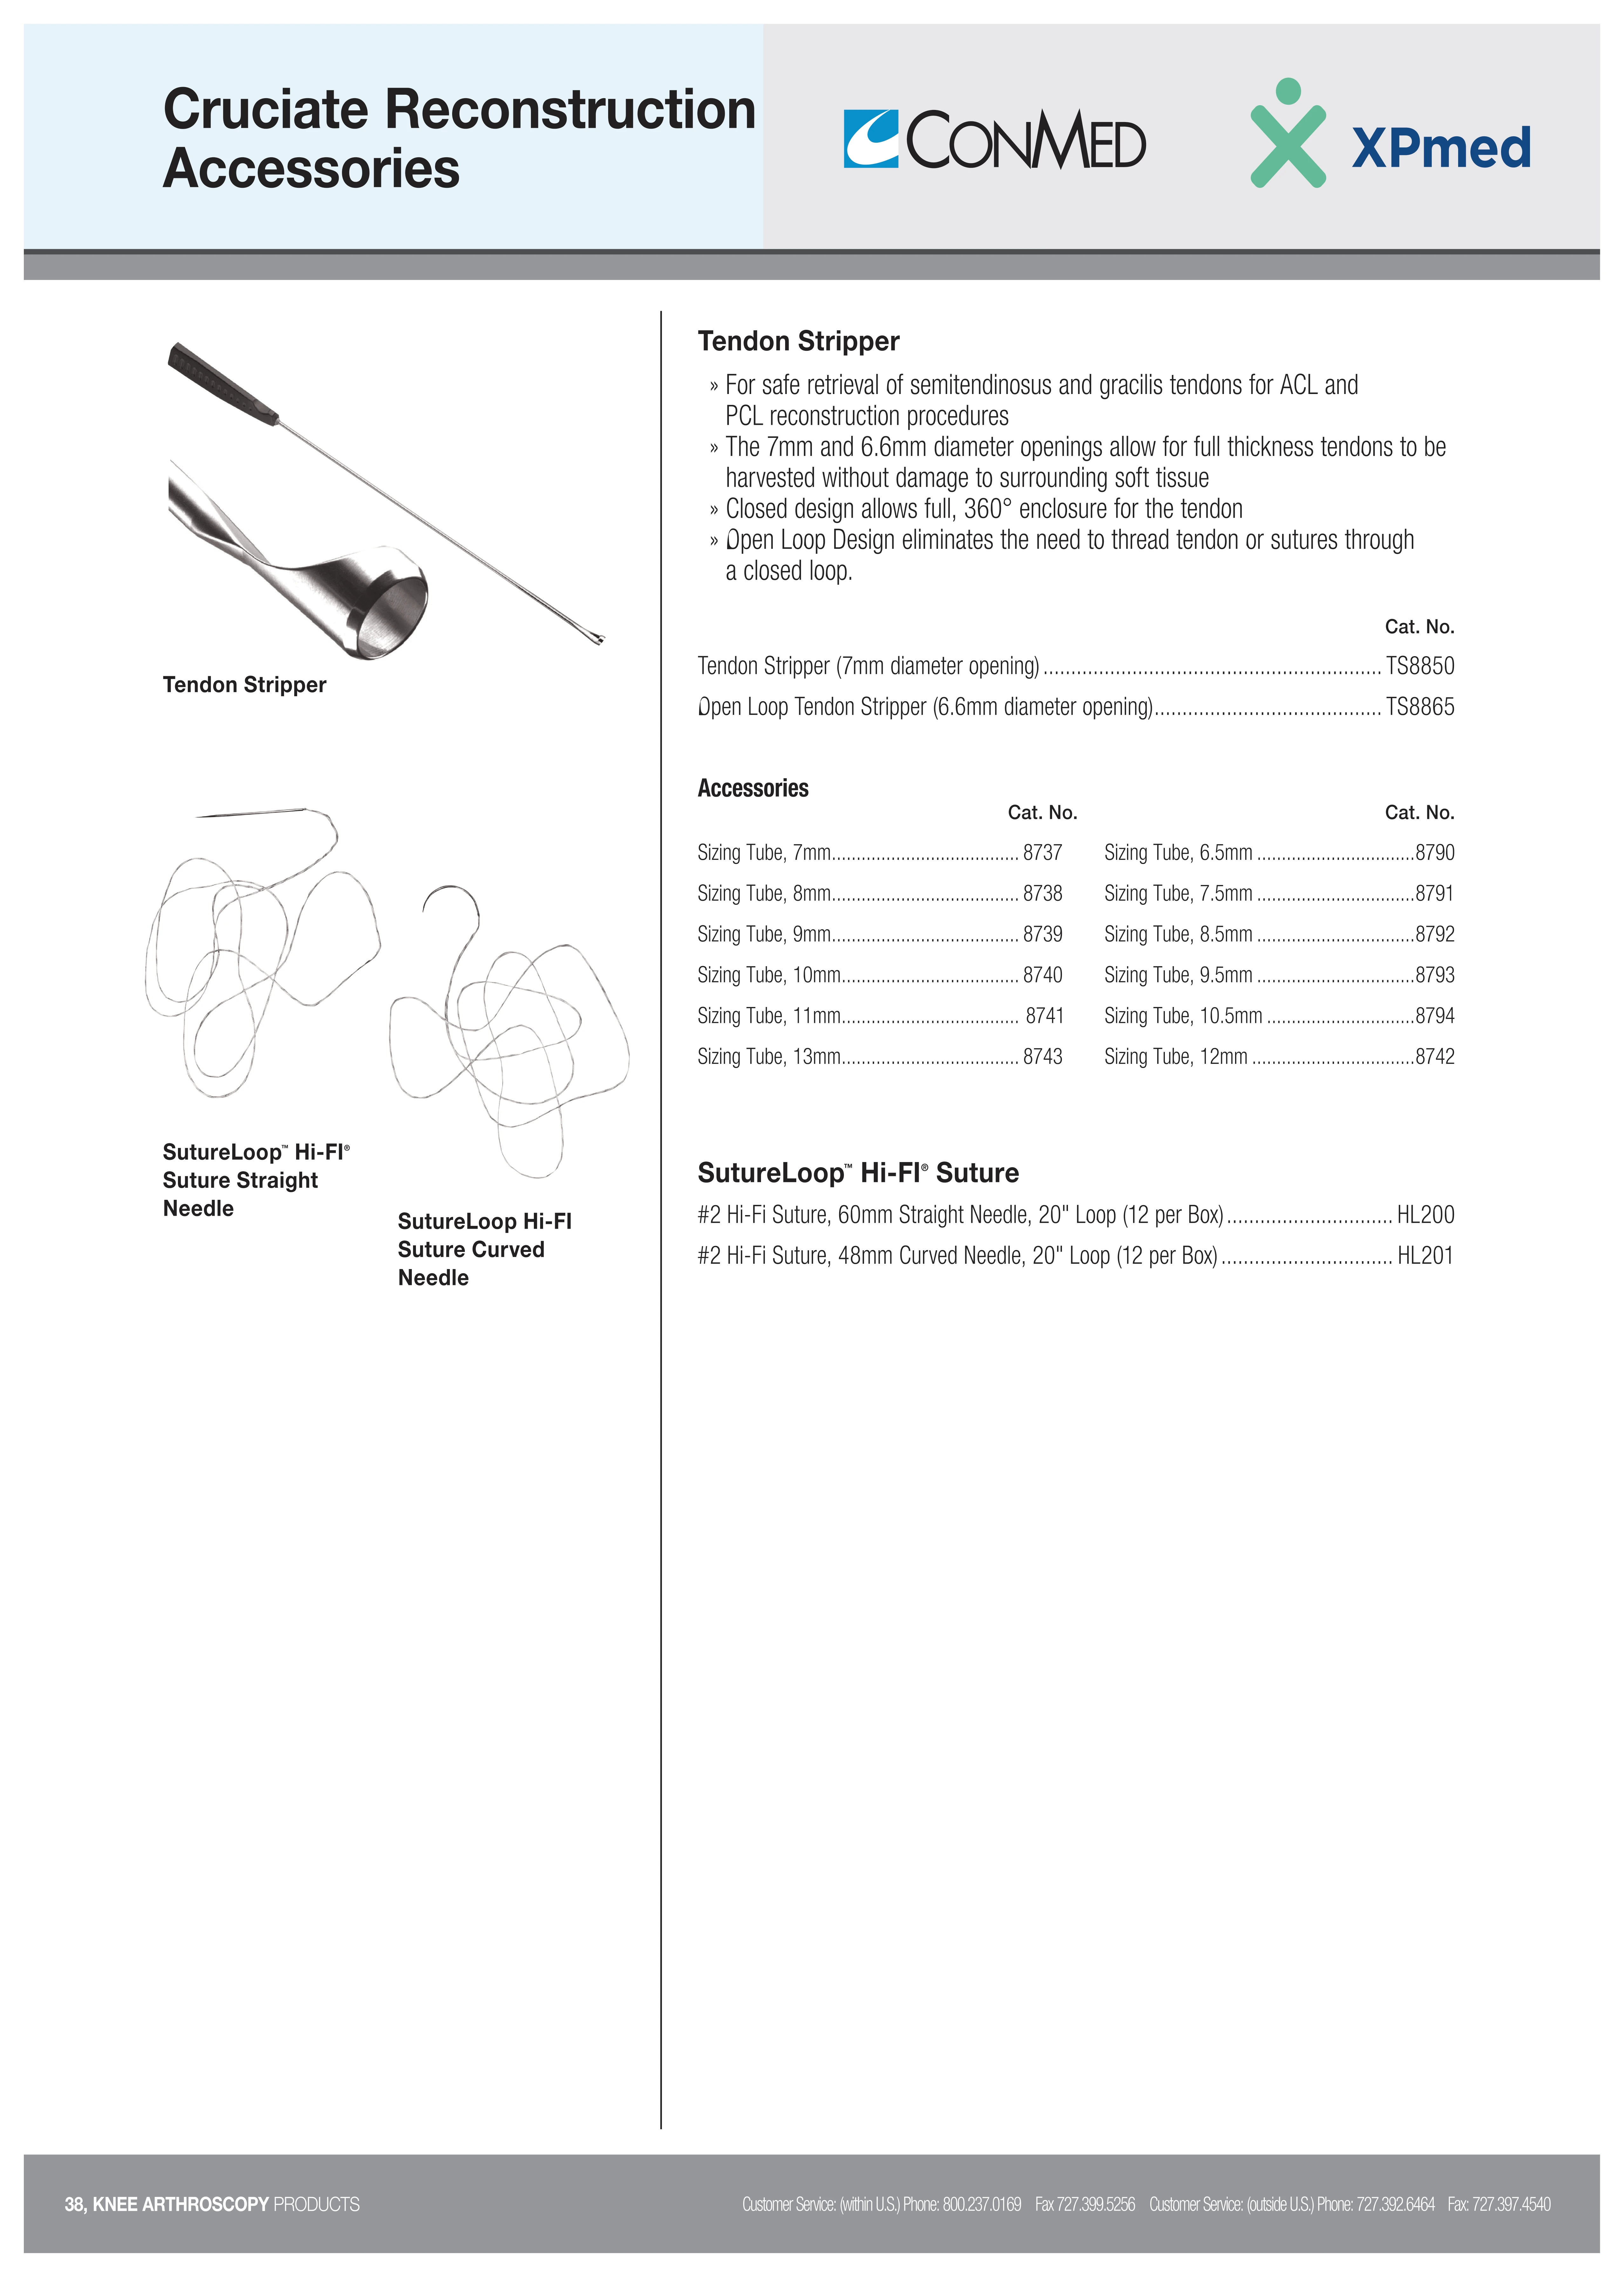 Cruciate Reconstruction
Accessories
CONMED
XPmed
Tendon Stripper
» For safe retrieval of semitendinosus and gracilis tendons for ACL and
PCL reconstruction procedures
» The 7mm and 6.6mm diameter openings allow for full thickness tendons to be
harvested without damage to surrounding soft tissue
» Closed design allows full, 360° enclosure for the tendon
» Open Loop Design eliminates the need to thread tendon or sutures through
a closed loop.
Cat. No.
Tendon Stripper (7mm diameter opening)............................................................. TS8850
Open Loop Tendon Stripper (6.6mm diameter opening)......................................... TS8865
Tendon Stripper
Accessories
Cat. No. Cat. No.
Sizing Tube, 7mm...................................... 8737 Sizing Tube, 6.5mm ................................8790
Sizing Tube, 8mm...................................... 8738 Sizing Tube, 7.5mm ................................8791
Sizing Tube, 9mm...................................... 8739 Sizing Tube, 8.5mm ................................8792
Sizing Tube, 10mm.................................... 8740 Sizing Tube, 9.5mm ................................8793
Sizing Tube, 11mm.................................... 8741 Sizing Tube, 10.5mm ..............................8794
Sizing Tube, 13mm.................................... 8743 Sizing Tube, 12mm .................................8742
SutureLoop™ Hi-FI®
Suture Straight
Needle
SutureLoop Hi-FI
Suture Curved
Needle
SutureLoop™ Hi-FI® Suture
#2 Hi-Fi Suture, 60mm Straight Needle, 20" Loop (12 per Box).............................. HL200
#2 Hi-Fi Suture, 48mm Curved Needle, 20" Loop (12 per Box) ............................... HL201
38, KNEE ARTHROSCOPY PRODUCTS
Customer Service: (within U.S.) Phone: 800.237.0169 Fax 727.399.5256 Customer Service: (outside U.S.) Phone: 727.392.6464 Fax: 727.397.4540